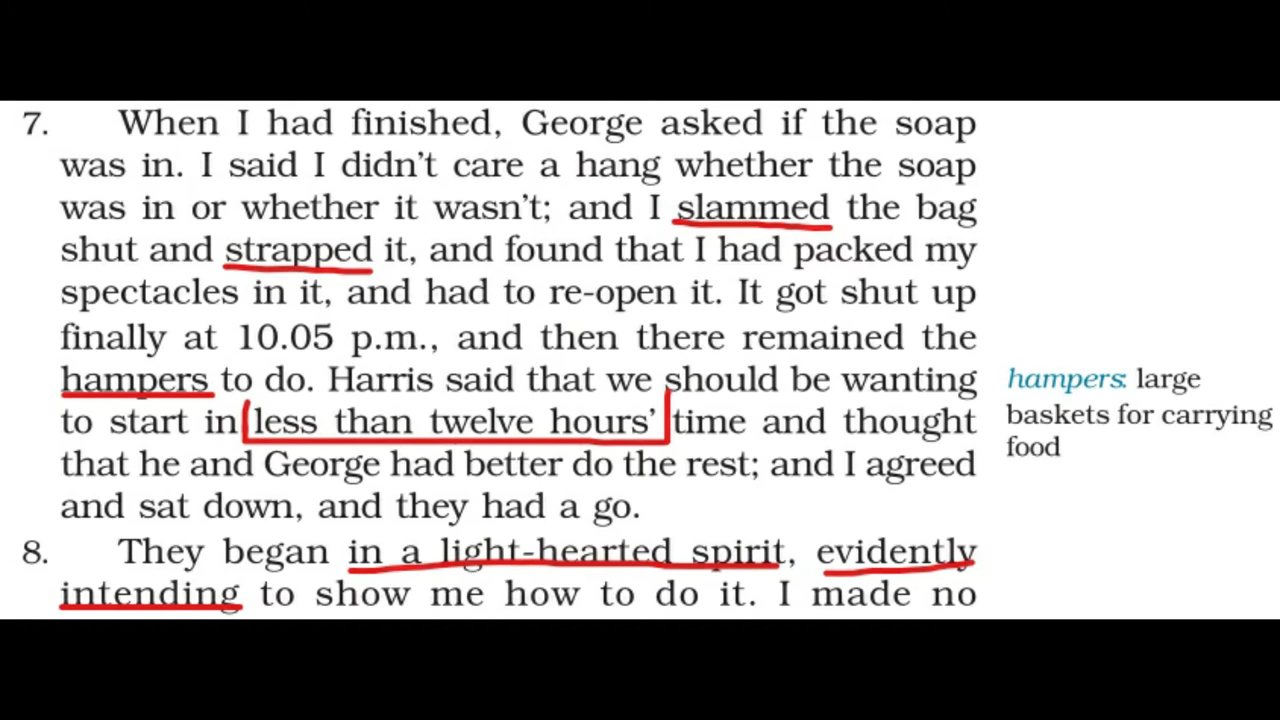 7. When I had finished, George asked if the soap
was in. I said I didn't care a hang whether the soap
was in or whether it wasn't; and I slammed the bag
shut and strapped it, and found that I had packed my
spectacles in it, and had to re-open it. It got shut up
finally at 10.05 p.m., and then there remained the
hampers to do. Harris said that we should be wanting
to start in less than twelve hours' time and thought
that he and George had better do the rest; and I agreed
and sat down, and they had a go.
8. They began in a light-hearted spirit, evidently
intending to show me how to do it. I made no
hampers: large
baskets for carrying
food